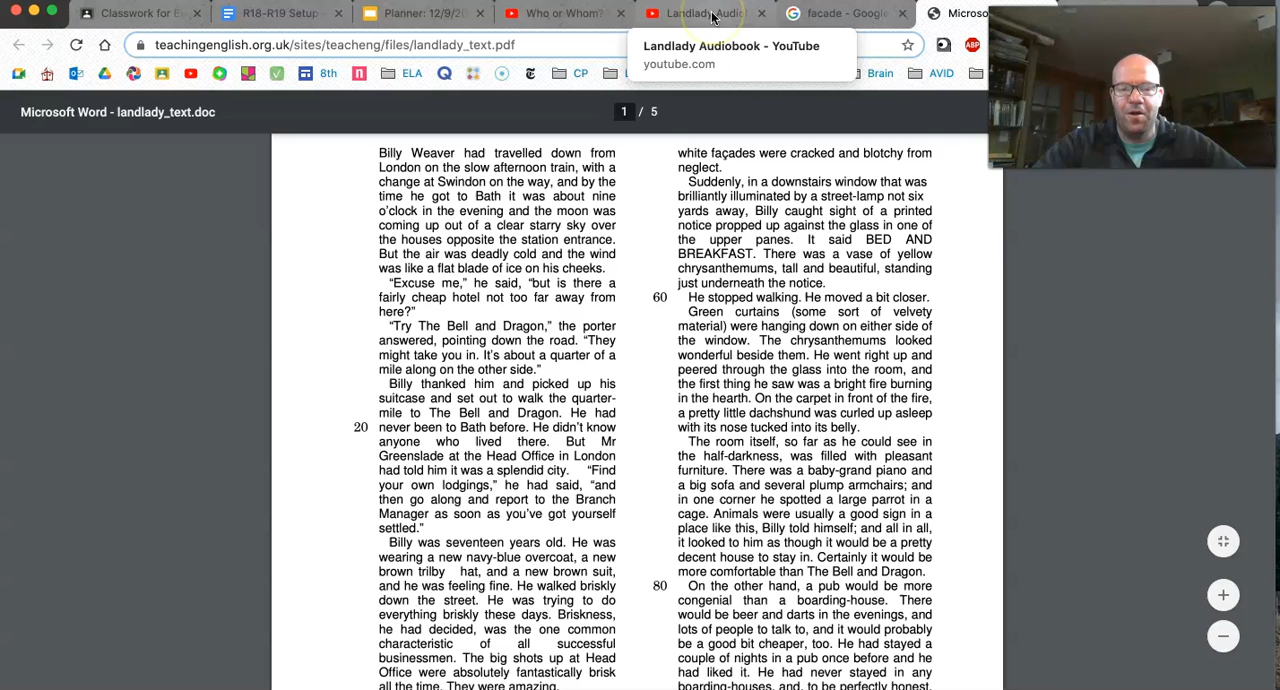 Classwork for E
R18-R19 Setup
Planner: 12/9/2
Who or Whom?
Landlady Audio
facade - Google
Microso
teachingenglish.org.uk/sites/teacheng/files/landlady_text.pdf
Landlady Audiobook - YouTube
youtube.com
ABP
8th
ELA
CP
Brain
AVID
Microsoft Word - landlady_text.doc
1 / 5
Billy Weaver had travelled down from
London on the slow afternoon train, with a
change at Swindon on the way, and by the
time he got to Bath it was about nine
o'clock in the evening and the moon was
coming up out of a clear starry sky over
the houses opposite the station entrance.
But the air was deadly cold and the wind
was like a flat blade of ice on his cheeks.
“Excuse me,” he said, “but is there a
fairly cheap hotel not too far away from
here?”
“Try The Bell and Dragon,” the porter
answered, pointing down the road. “They
might take you in. It's about a quarter of a
mile along on the other side.”
Billy thanked him and picked up his
suitcase and set out to walk the quarter-
mile to The Bell and Dragon. He had
20 never been to Bath before. He didn't know
anyone who lived there. But Mr
Greenslade at the Head Office in London
had told him it was a splendid city. “Find
your own lodgings,” he had said, “and
then go along and report to the Branch
Manager as soon as you've got yourself
settled.”
Billy was seventeen years old. He was
wearing a new navy-blue overcoat, a new
brown trilby hat, and a new brown suit,
and he was feeling fine. He walked briskly
down the street. He was trying to do
everything briskly these days. Briskness,
he had decided, was the one common
characteristic of all successful
businessmen. The big shots up at Head
Office were absolutely fantastically brisk
all the time. They were amazing.
white façades were cracked and blotchy from
neglect.
Suddenly, in a downstairs window that was
brilliantly illuminated by a street-lamp not six
yards away, Billy caught sight of a printed
notice propped up against the glass in one of
the upper panes. It said BED AND
BREAKFAST. There was a vase of yellow
chrysanthemums, tall and beautiful, standing
just underneath the notice.
60 He stopped walking. He moved a bit closer.
Green curtains (some sort of velvety
material) were hanging down on either side of
the window. The chrysanthemums looked
wonderful beside them. He went right up and
peered through the glass into the room, and
the first thing he saw was a bright fire burning
in the hearth. On the carpet in front of the fire,
a pretty little dachshund was curled up asleep
with its nose tucked into its belly.
The room itself, so far as he could see in
the half-darkness, was filled with pleasant
furniture. There was a baby-grand piano and
a big sofa and several plump armchairs; and
in one corner he spotted a large parrot in a
cage. Animals were usually a good sign in a
place like this, Billy told himself; and all in all,
it looked to him as though it would be a pretty
decent house to stay in. Certainly it would be
more comfortable than The Bell and Dragon.
80 On the other hand, a pub would be more
congenial than a boarding-house. There
would be beer and darts in the evenings, and
lots of people to talk to, and it would probably
be a good bit cheaper, too. He had stayed a
couple of nights in a pub once before and he
had liked it. He had never stayed in any
boarding-houses, and, to be perfectly honest,